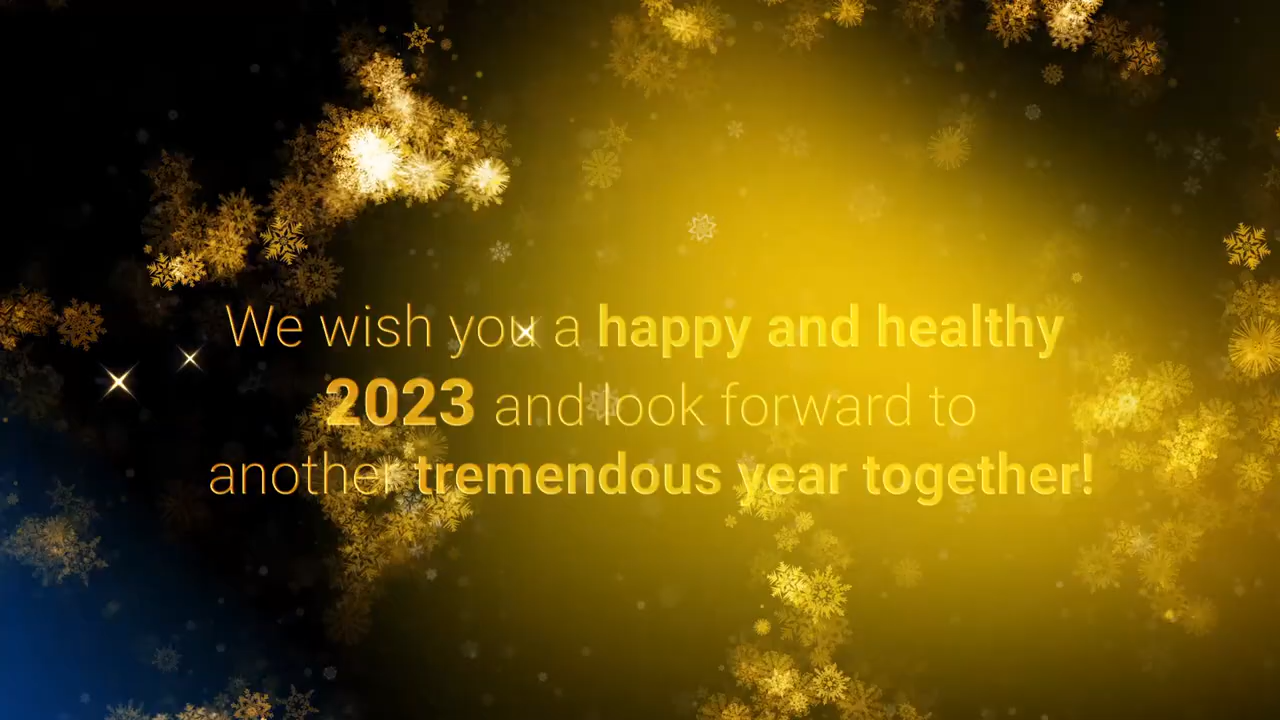 We wish you a happy and healthy
2023 and look forward to
another tremendous year together!